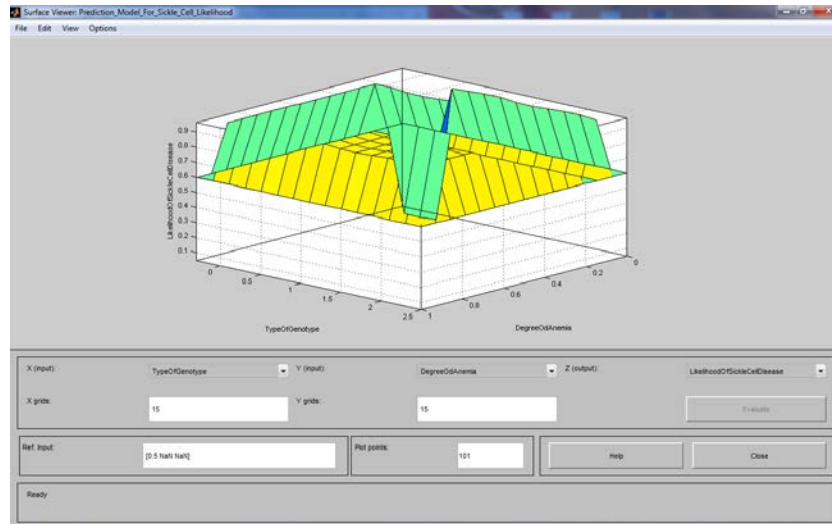 Surface Viewer: Prediction_Model_For_Sickle_Cell_Likelihood
File Edit View Options
0.9
0.8
0.7
0.6
0.5
0.4
0.3
0.2
0.1
LikelihoodOfSickleCellDisease
0 0.5 1 1.5 2 2.5
1 0.8 0.6 0.4 0.2 0
TypeOfGenotype DegreeOdAnemia
X (input): TypeOfGenotype Y (input): DegreeOdAnemia Z (output): LikelihoodOfSickleCellDisease
X grids: 15 Y grids: 15 Evaluate
Ref. Input: [0.5 NaN NaN] Plot points: 101 Help Close
Ready